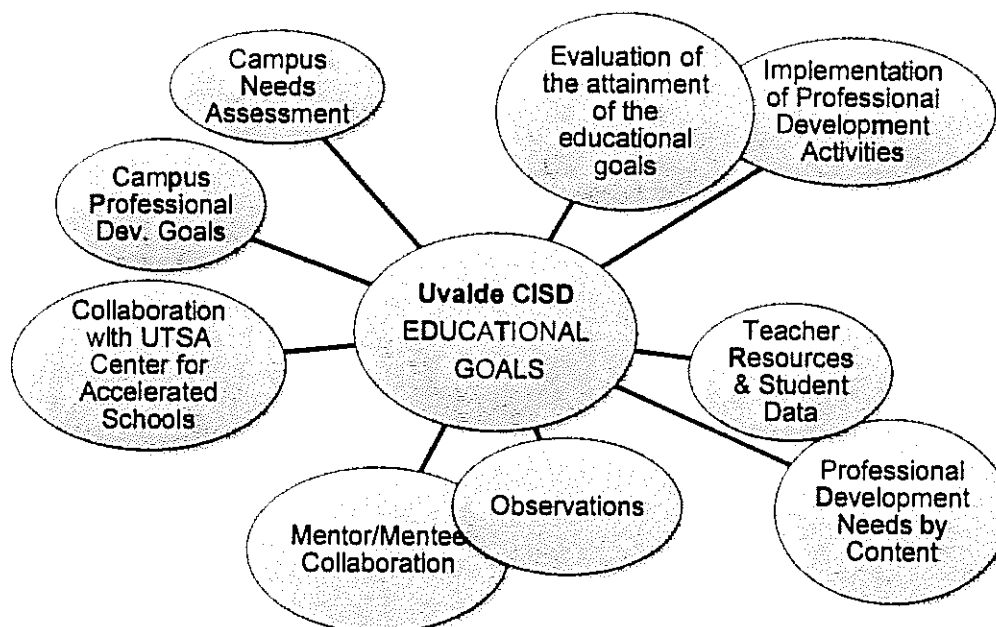 Campus
Needs
Assessment
Evaluation of
the attainment
of the
educational
goals
Implementation
of Professional
Development
Activities
Campus
Professional
Dev. Goals
Uvalde CISD
EDUCATIONAL
GOALS
Collaboration
with UTSA
Center for
Accelerated
Schools
Teacher
Resources
& Student
Data
Mentor/Mentee
Collaboration
Observations
Professional
Development
Needs by
Content